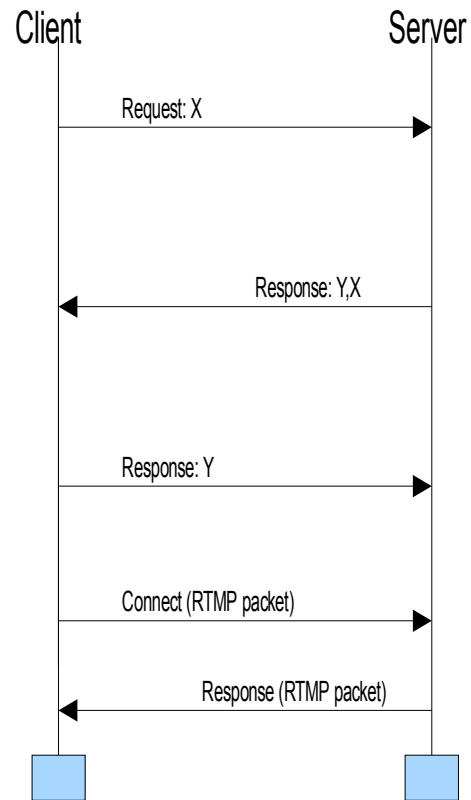 Client Server
Request: X
Response: Y,X
Response: Y
Connect (RTMP packet)
Response (RTMP packet)